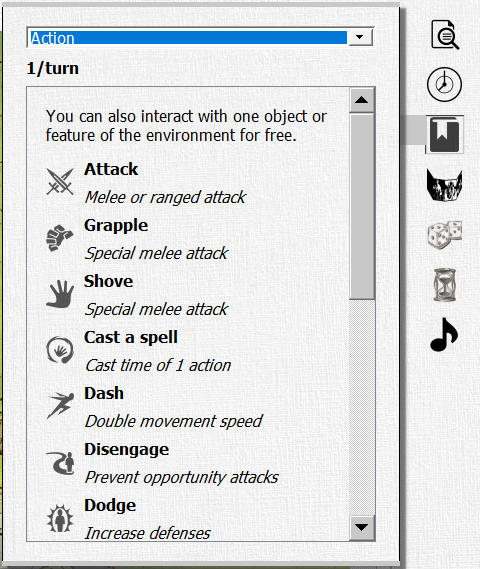 Action
1/turn
You can also interact with one object or
feature of the environment for free.
Attack
Melee or ranged attack
Grapple
Special melee attack
Shove
Special melee attack
Cast a spell
Cast time of 1 action
Dash
Double movement speed
Disengage
Prevent opportunity attacks
Dodge
Increase defenses